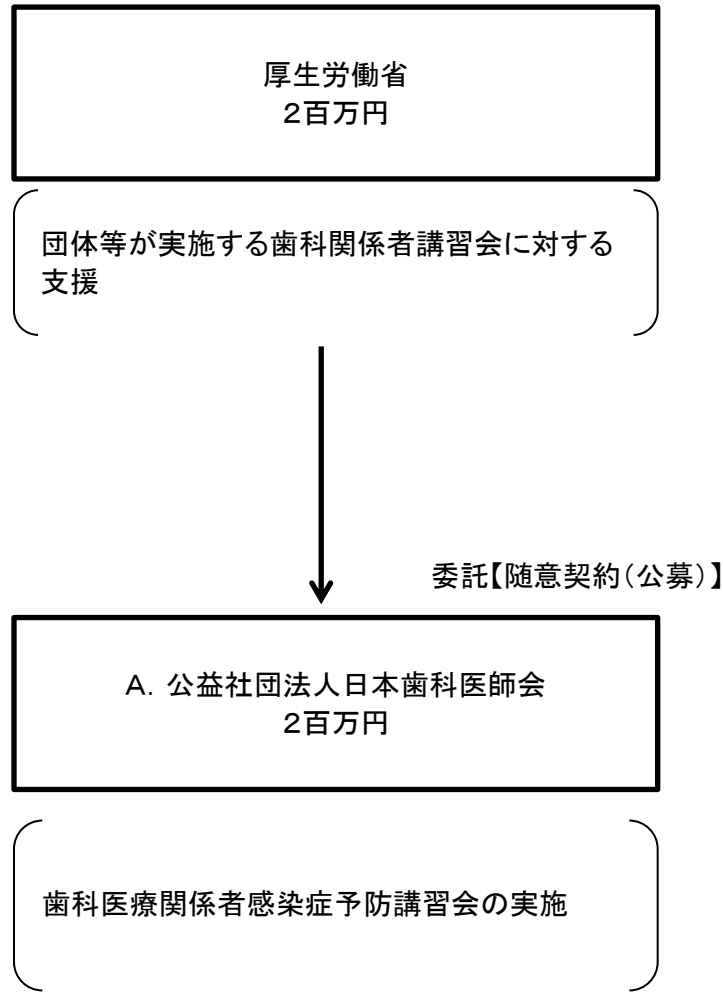 厚生労働省
2百万円
団体等が実施する歯科関係者講習会に対する
支援
委託【随意契約(公募)】
A. 公益社団法人日本歯科医師会
2百万円
歯科医療関係者感染症予防講習会の実施